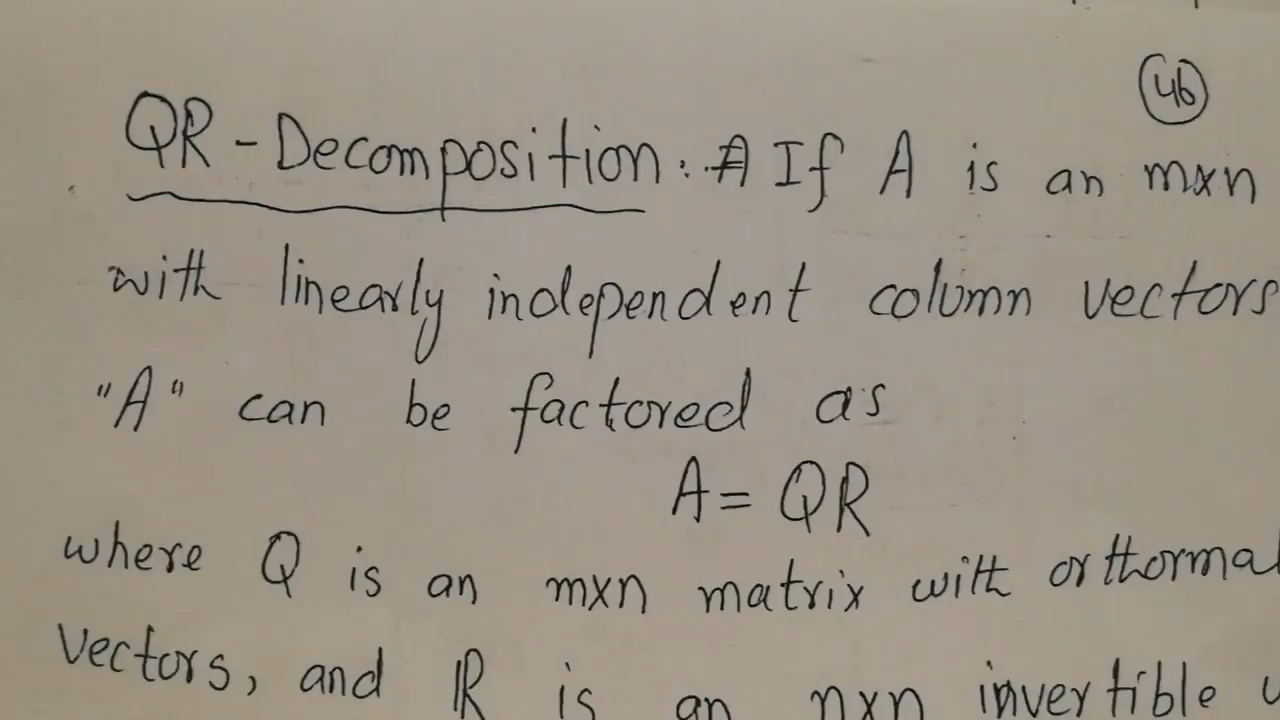 46
QR - Decomposition : If A is an mxn
with linearly independent column vectors
"A" can be factored as
A = QR
where Q is an mxn matrix with orthormal
vectors, and R is an nxn invertible